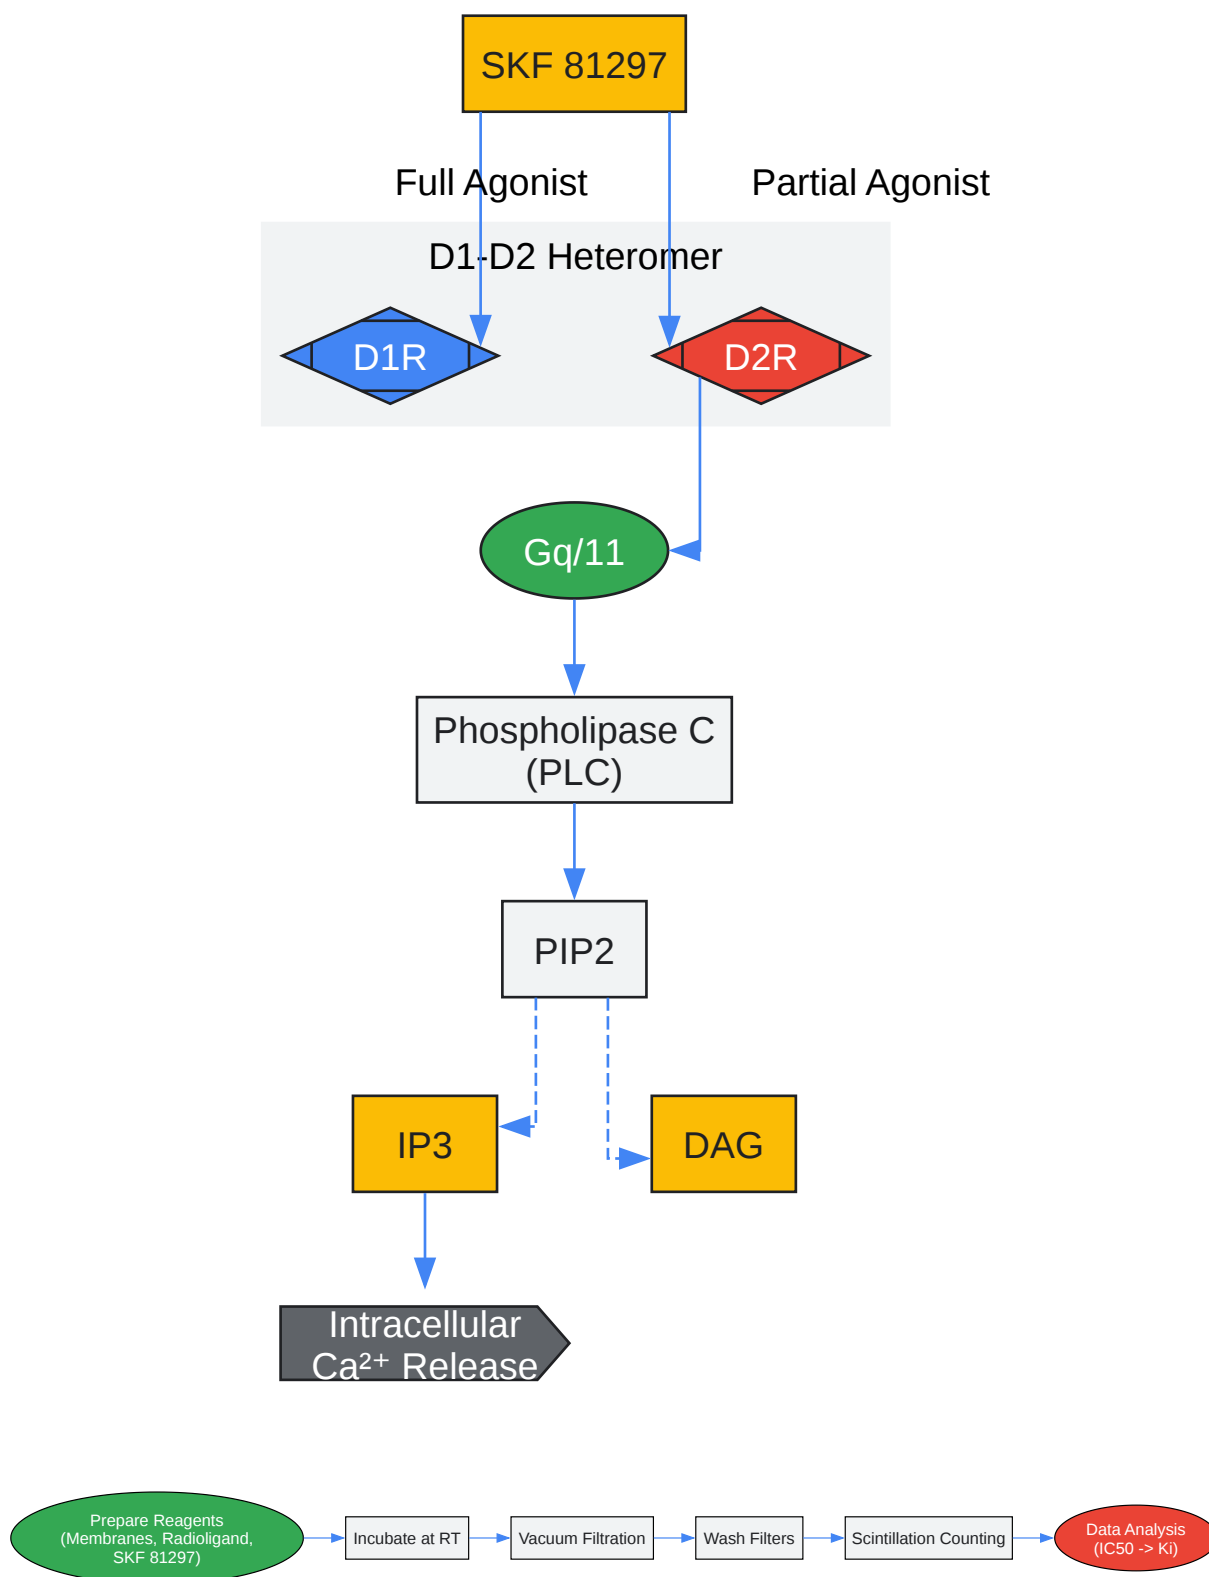 SKF 81297
Full Agonist
Partial Agonist
D1-D2 Heteromer
D1R
D2R
Gq/11
Phospholipase C
(PLC)
PIP2
IP3
DAG
Intracellular
Ca²⁺ Release
Prepare Reagents
(Membranes, Radioligand,
SKF 81297)
Incubate at RT
Vacuum Filtration
Wash Filters
Scintillation Counting
Data Analysis
(IC50 -> Ki)